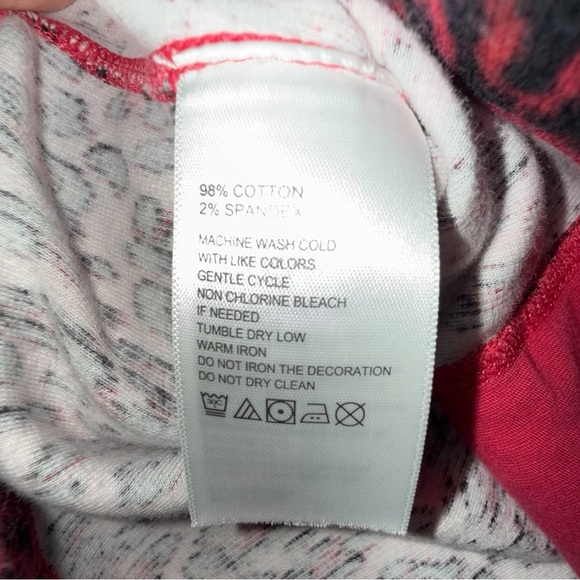 98% COTTON
2% SPANDEX
MACHINE WASH COLD
WITH LIKE COLORS
GENTLE CYCLE
NON CHLORINE BLEACH
IF NEEDED
TUMBLE DRY LOW
WARM IRON
DO NOT IRON THE DECORATION
DO NOT DRY CLEAN
30C